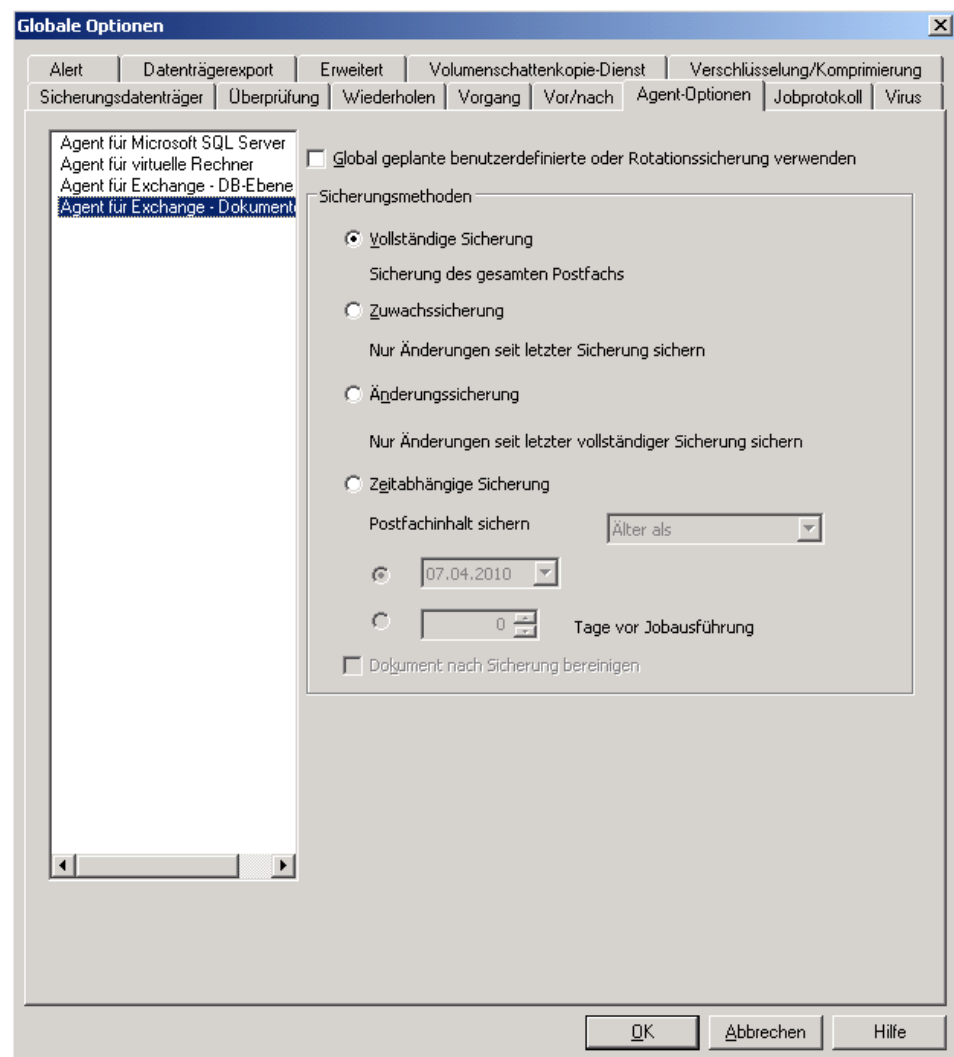 Globale Optionen
Alert
Datenträgerexport
Erweitert
Volumenschattenkopie-Dienst
Verschlüsselung/Komprimierung
Sicherungsdatenträger
Überprüfung
Wiederholen
Vorgang
Vor/nach
Agent-Optionen
Jobprotokoll
Virus
Agent für Microsoft SQL Server
Agent für virtuelle Rechner
Agent für Exchange - DB-Ebene
Agent für Exchange - Dokument
Global geplante benutzerdefinierte oder Rotationssicherung verwenden
Sicherungsmethoden
Vollständige Sicherung
Sicherung des gesamten Postfachs
Zuwachssicherung
Nur Änderungen seit letzter Sicherung sichern
Änderungssicherung
Nur Änderungen seit letzter vollständiger Sicherung sichern
Zeitabhängige Sicherung
Postfachinhalt sichern
Älter als
07.04.2010
0
Tage vor Jobausführung
Dokument nach Sicherung bereinigen
OK
Abbrechen
Hilfe